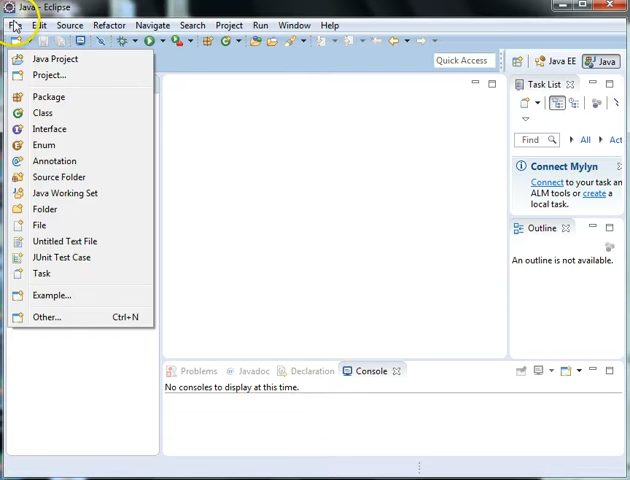 Java - Eclipse
Edit Source Refactor Navigate Search Project Run Window Help
Quick Access
Java EE
Java
Java Project
Project...
Package
Class
Interface
Enum
Annotation
Source Folder
Java Working Set
Folder
File
Untitled Text File
JUnit Test Case
Task
Example...
Other... Ctrl+N
Task List
Find
All
Connect Mylyn
Connect to your task and
ALM tools or create a
local task.
Outline
An outline is not available.
Problems Javadoc Declaration Console
No consoles to display at this time.